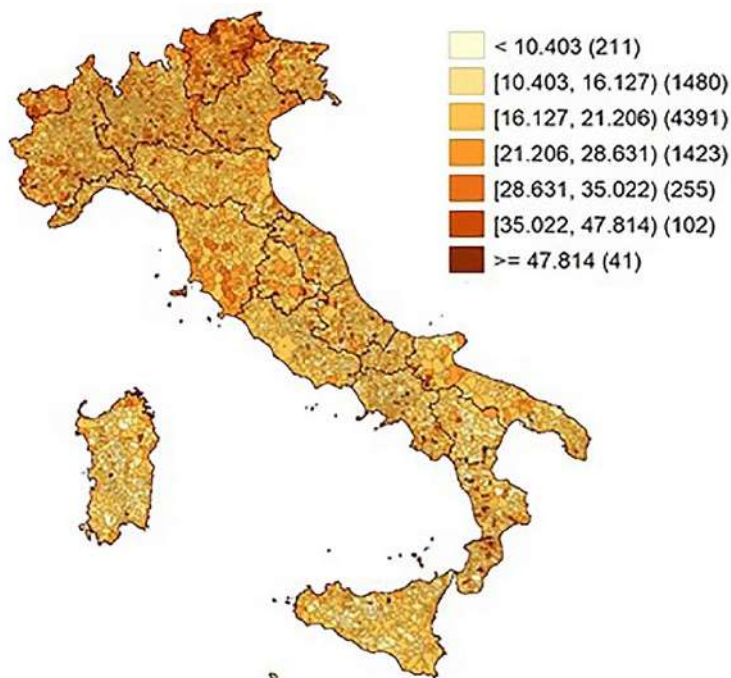 < 10.403 (211)
[10.403, 16.127) (1480)
[16.127, 21.206) (4391)
[21.206, 28.631) (1423)
[28.631, 35.022) (255)
[35.022, 47.814) (102)
>= 47.814 (41)